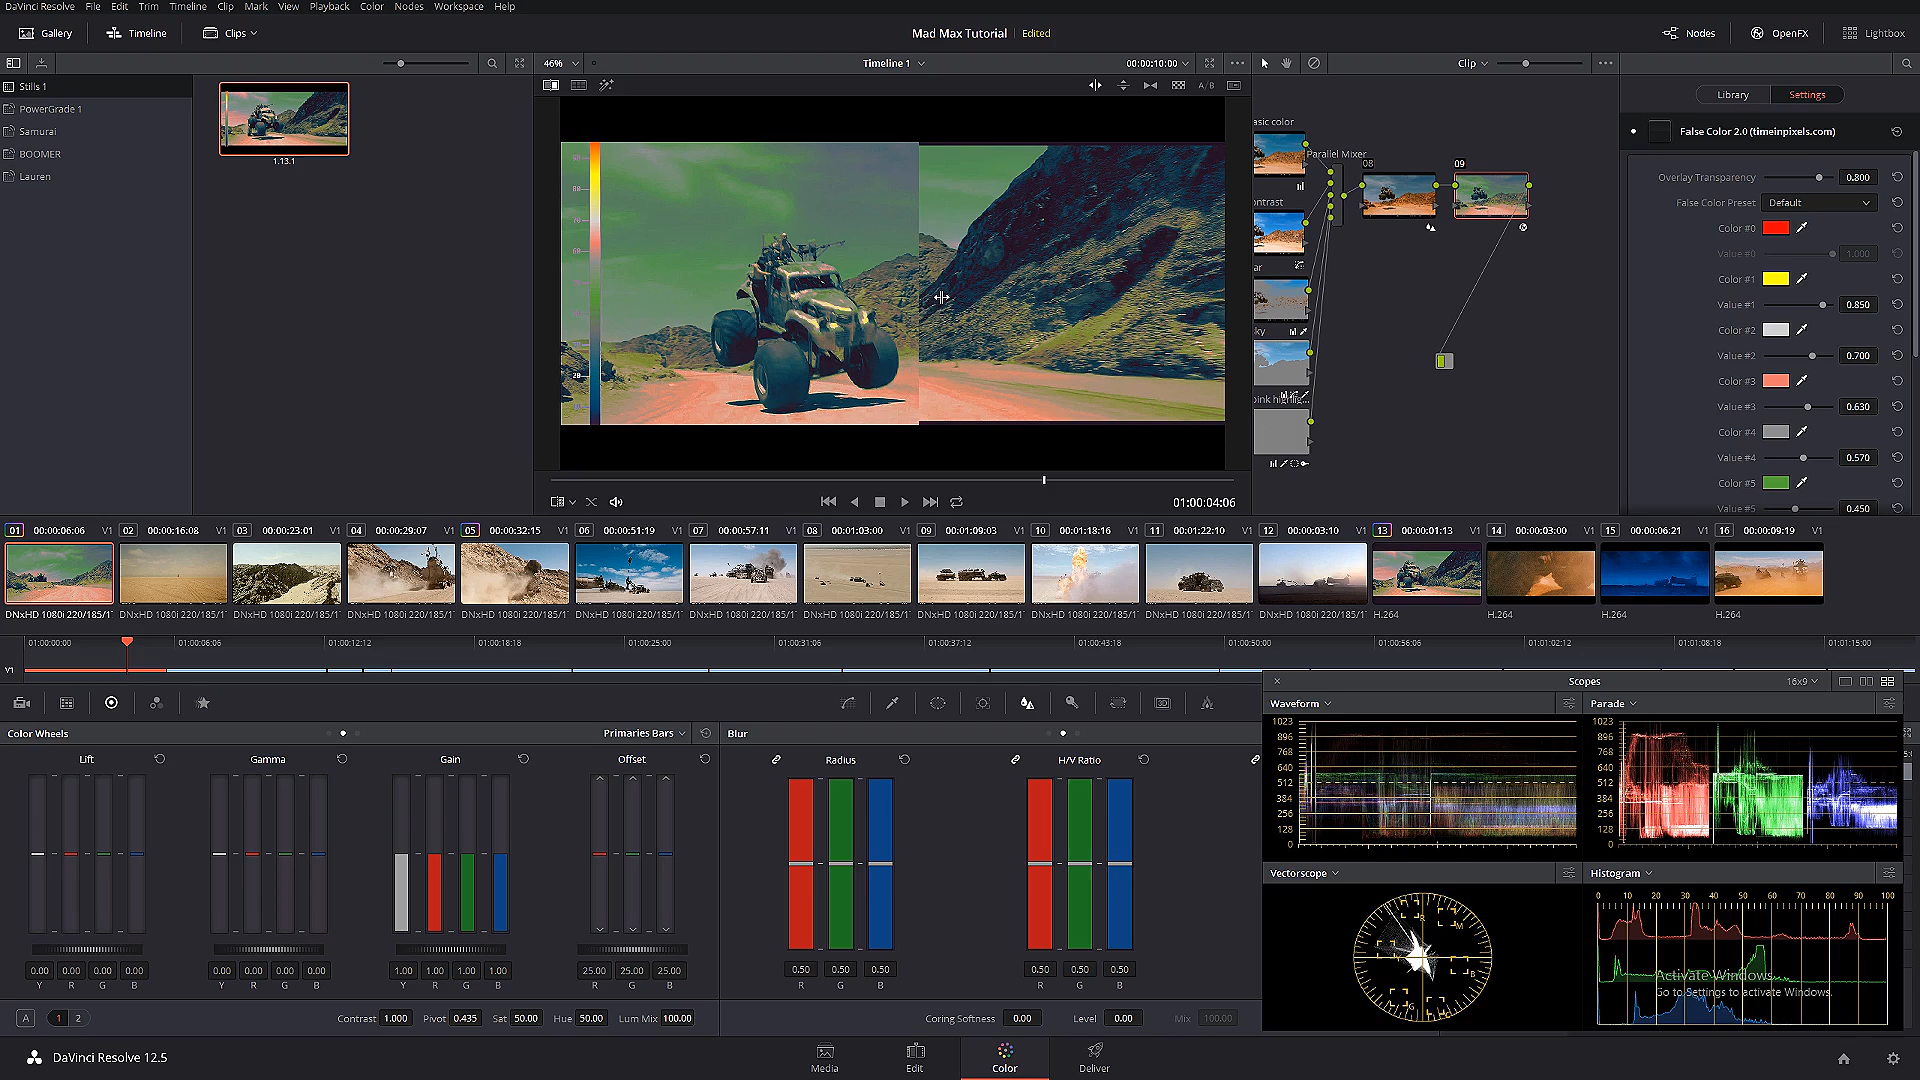 DaVinci Resolve File Edit Trim Timeline Clip Mark View Playback Color Nodes Workspace Help
Gallery Timeline Clips Mad Max Tutorial Edited Nodes OpenFX Lightbox
46% Timeline 1 00:00:10:00 Clip
Stills 1
PowerGrade 1
Samurai
BOOMER
Lauren
1.13.1
A/B
01:00:04:06
asic color
Parallel Mixer
08 09
ontrast
ar
ky
pink highlig...
Library Settings
False Color 2.0 (timeinpixels.com)
Overlay Transparency 0.800
False Color Preset Default
Color #0
Value #0 1.000
Color #1
Value #1 0.850
Color #2
Value #2 0.700
Color #3
Value #3 0.630
Color #4
Value #4 0.570
Color #5
Value #5 0.450
01 00:00:06:06 V1 02 00:00:16:08 V1 03 00:00:23:01 V1 04 00:00:29:07 V1 05 00:00:32:15 V1 06 00:00:51:19 V1 07 00:00:57:11 V1 08 00:01:03:00 V1 09 00:01:09:03 V1 10 00:01:18:16 V1 11 00:01:22:10 V1 12 00:00:03:10 V1 13 00:00:01:13 V1 14 00:00:03:00 V1 15 00:00:06:21 V1 16 00:00:09:19 V1
DNxHD 1080i 220/185/1 DNxHD 1080i 220/185/1 DNxHD 1080i 220/185/1 DNxHD 1080i 220/185/1 DNxHD 1080i 220/185/1 DNxHD 1080i 220/185/1 DNxHD 1080i 220/185/1 DNxHD 1080i 220/185/1 DNxHD 1080i 220/185/1 DNxHD 1080i 220/185/1 DNxHD 1080i 220/185/1 DNxHD 1080i 220/185/1 H.264 H.264 H.264 H.264
01:00:00:00 01:00:06:06 01:00:12:12 01:00:18:18 01:00:25:00 01:00:31:06 01:00:37:12 01:00:43:18 01:00:50:00 01:00:56:06 01:01:02:12 01:01:08:18 01:01:15:00
V1
Color Wheels Primaries Bars Blur
Lift Gamma Gain Offset Radius H/V Ratio
0.00 0.00 0.00 0.00 0.00 0.00 0.00 0.00 1.00 1.00 1.00 1.00 25.00 25.00 25.00 0.50 0.50 0.50 0.50 0.50 0.50
Y R G B Y R G B Y R G B R G B R G B R G B
A 1 2 Contrast 1.000 Pivot 0.435 Sat 50.00 Hue 50.00 Lum Mix 100.00 Coring Softness 0.00 Level 0.00 Mix 100.00
Scopes 16x9
Waveform Parade
1023 1023
896 896
768 768
640 640
512 512
384 384
256 256
128 128
0 0
Vectorscope Histogram
0 10 20 30 40 50 60 70 80 90 100
R M B G
Activate Windows
Go to Settings to activate Windows.
DaVinci Resolve 12.5 Media Edit Color Deliver